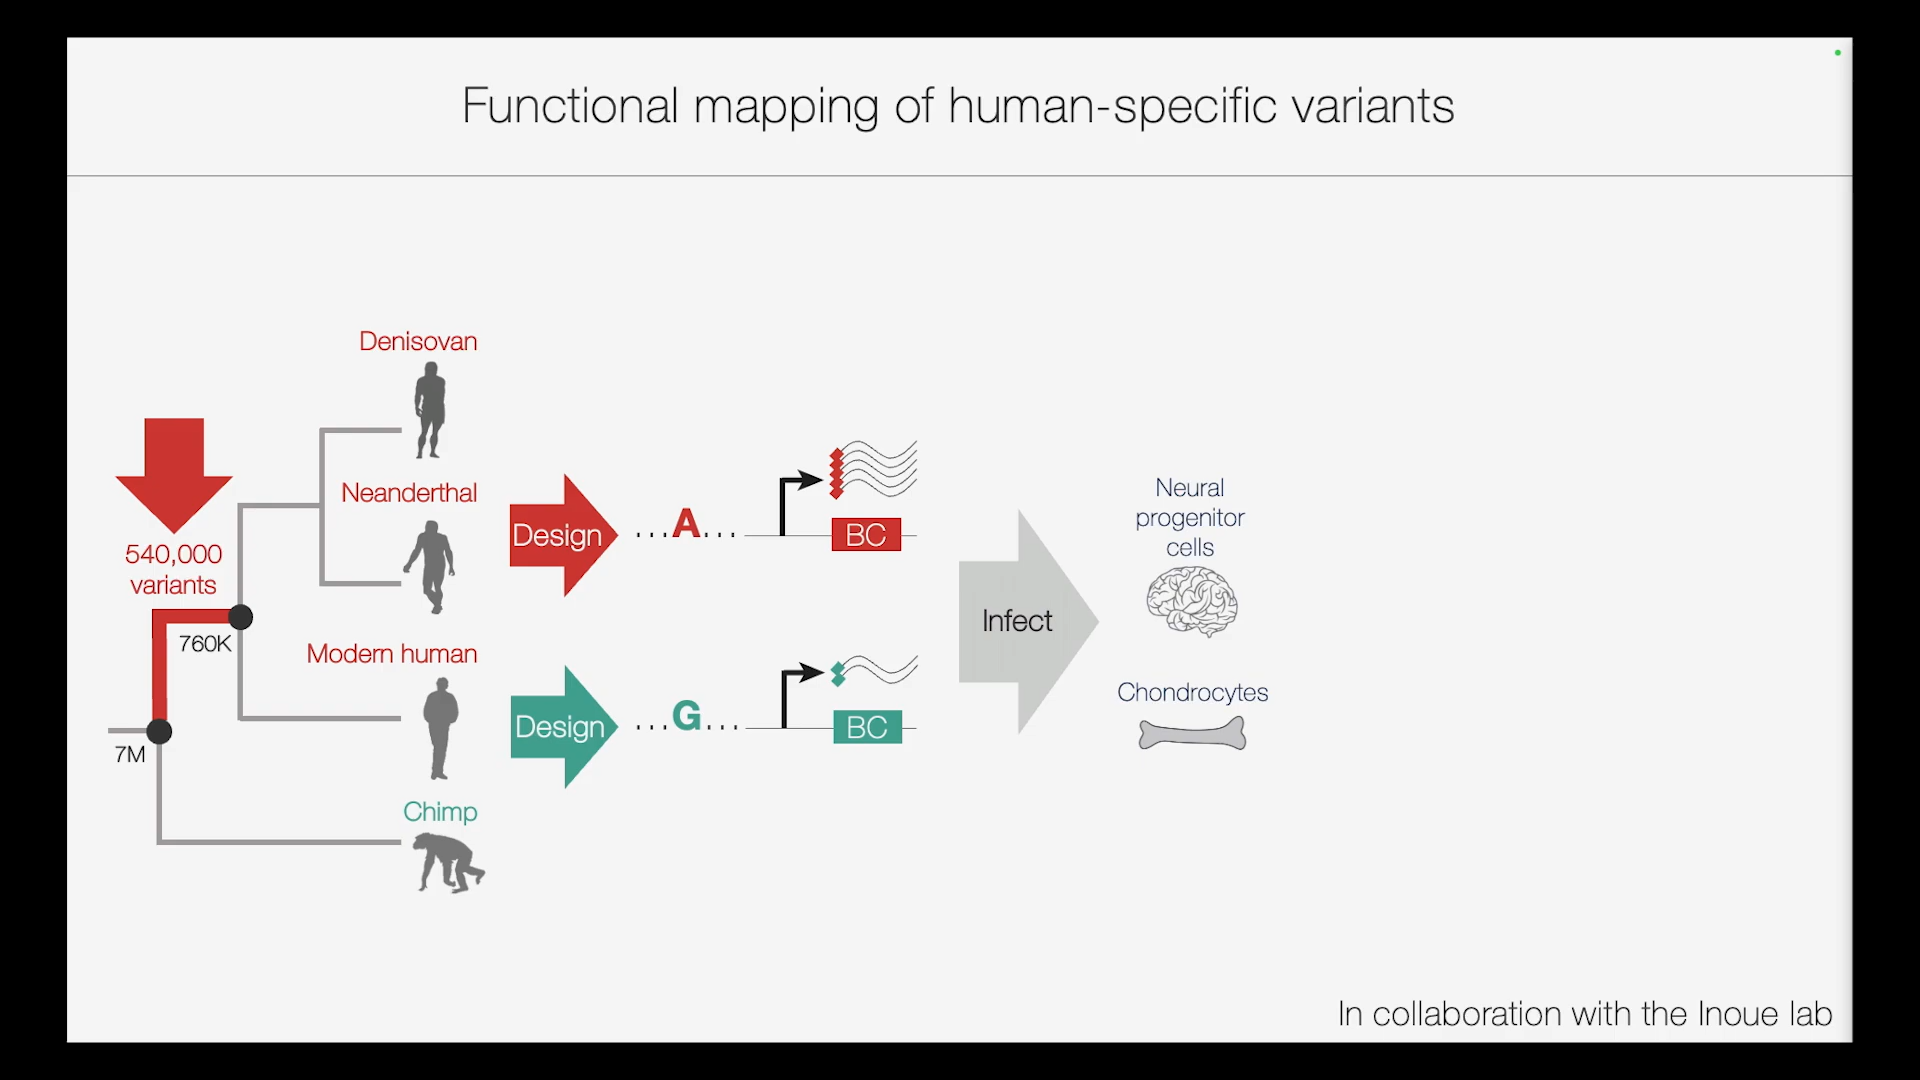 Functional mapping of human-specific variants
Denisovan
Neanderthal
540,000
variants
760K
Modern human
7M
Chimp
Design
...A...
BC
Design
...G...
BC
Infect
Neural
progenitor
cells
Chondrocytes
In collaboration with the Inoue lab